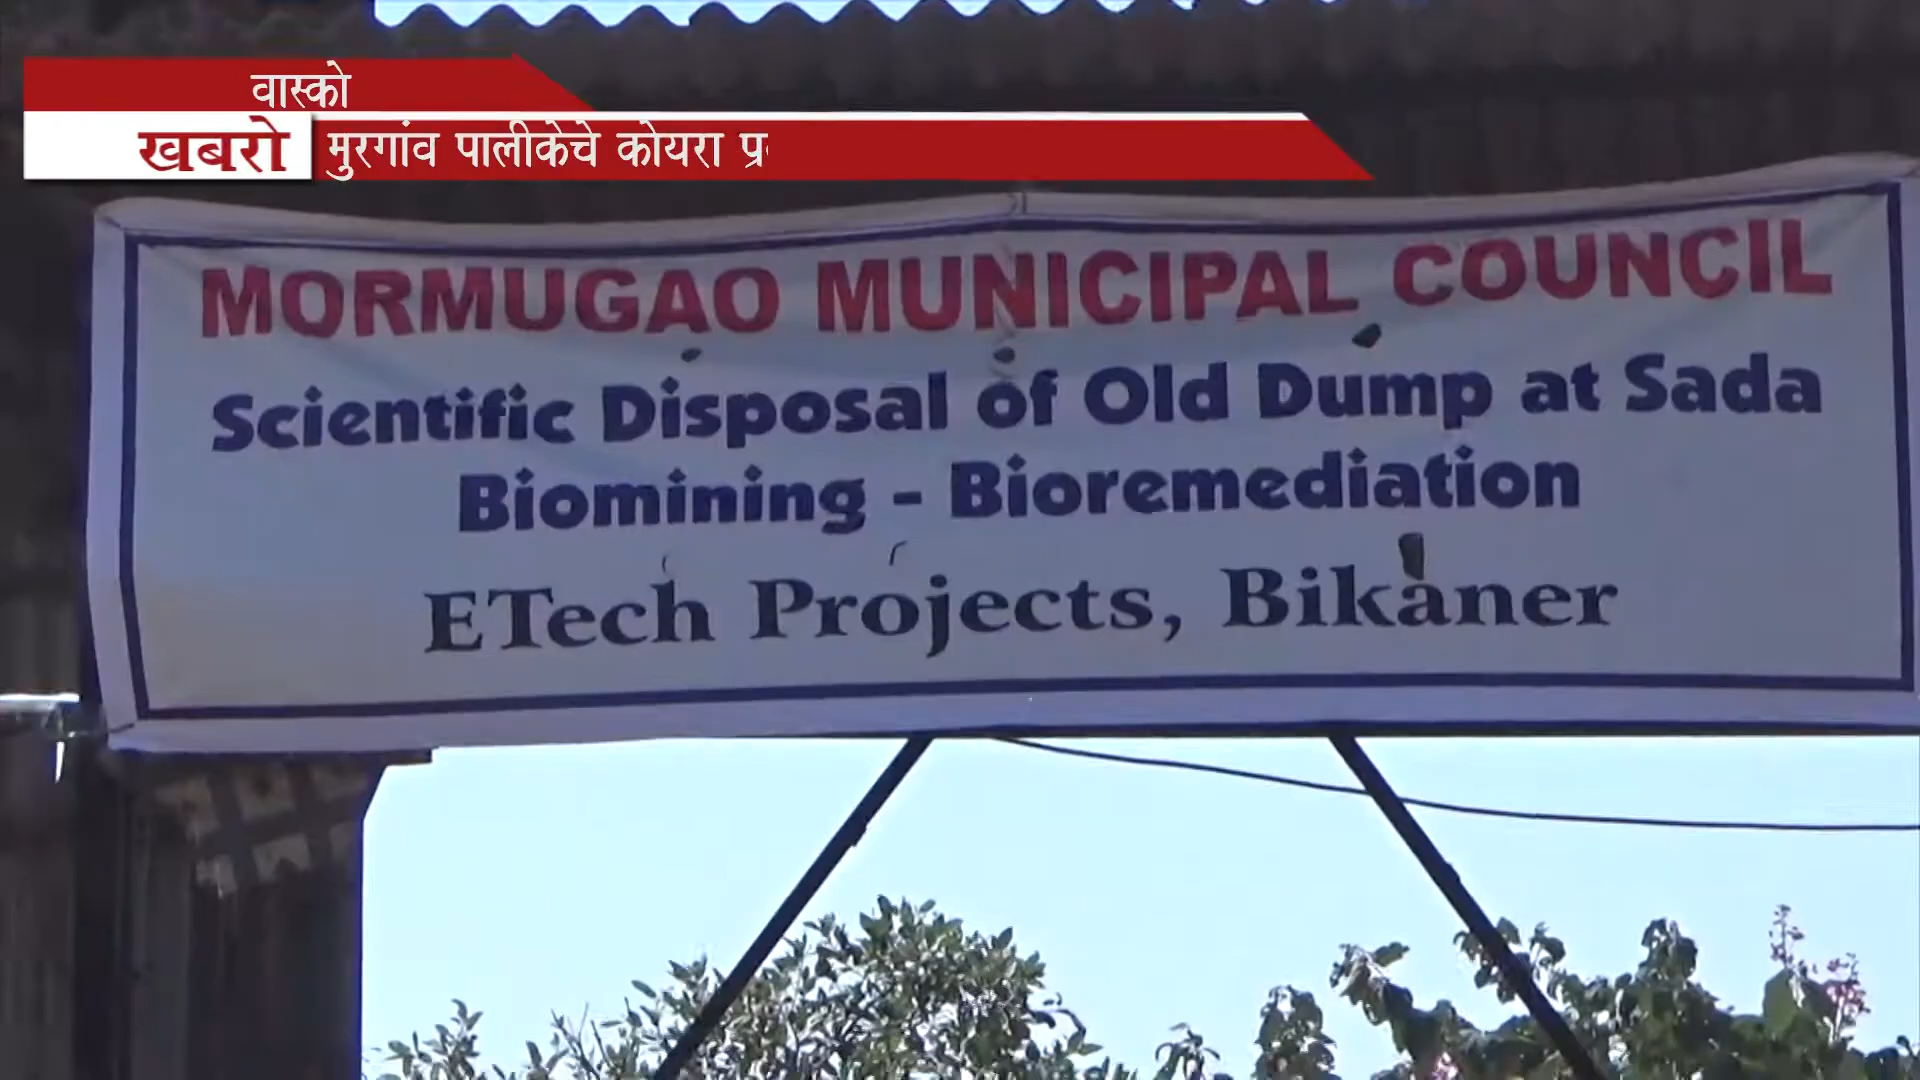 वास्को
खबरो
मुरगांव पालीकेचे कोयरा
MORMUGAO MUNICIPAL COUNCIL
Scientific Disposal of Old Dump at Sada
Biomining - Bioremediation
ETech Projects, Bikaner